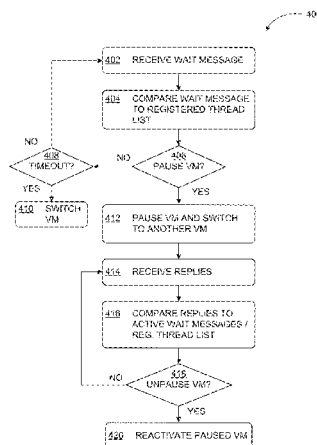 40
402 RECEIVE WAIT MESSAGE
404 COMPARE WAIT MESSAGE
TO REGISTERED THREAD
LIST
NO
408
TIMEOUT?
NO
406
PAUSE VM?
YES
YES
410 SWITCH
VM
412 PAUSE VM AND SWITCH
TO ANOTHER VM
414 RECEIVE REPLIES
416 COMPARE REPLIES TO
ACTIVE WAIT MESSAGES /
REG. THREAD LIST
NO
UNPAUSE VM?
YES
420 REACTIVATE PAUSED VM